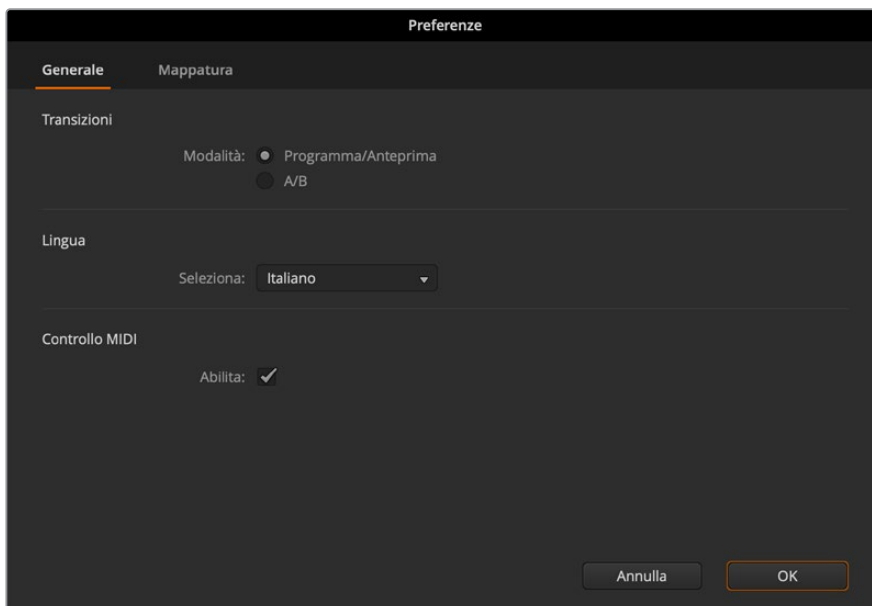 Preferenze
Generale Mappatura
Transizioni
Modalità: Programma/Anteprima
A/B
Lingua
Seleziona: Italiano
Controllo MIDI
Abilita:
Annulla OK